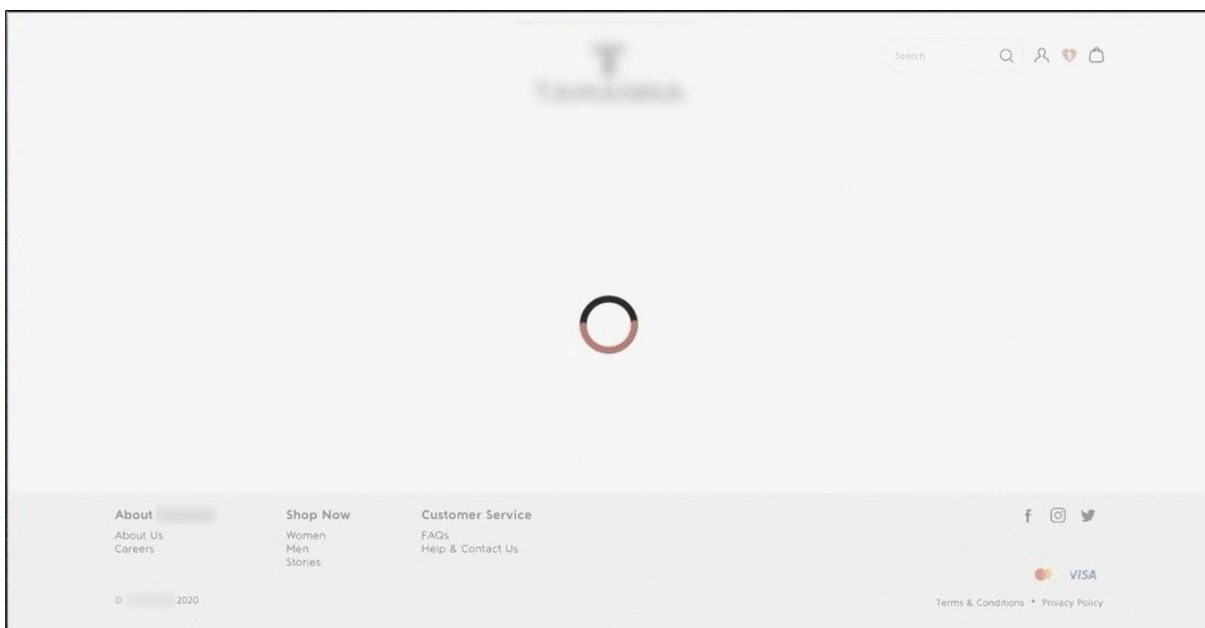 Search
1
About
Shop Now
Customer Service
About Us
Women
FAQs
Careers
Men
Help & Contact Us
Stories
VISA
© 2020
Terms & Conditions • Privacy Policy